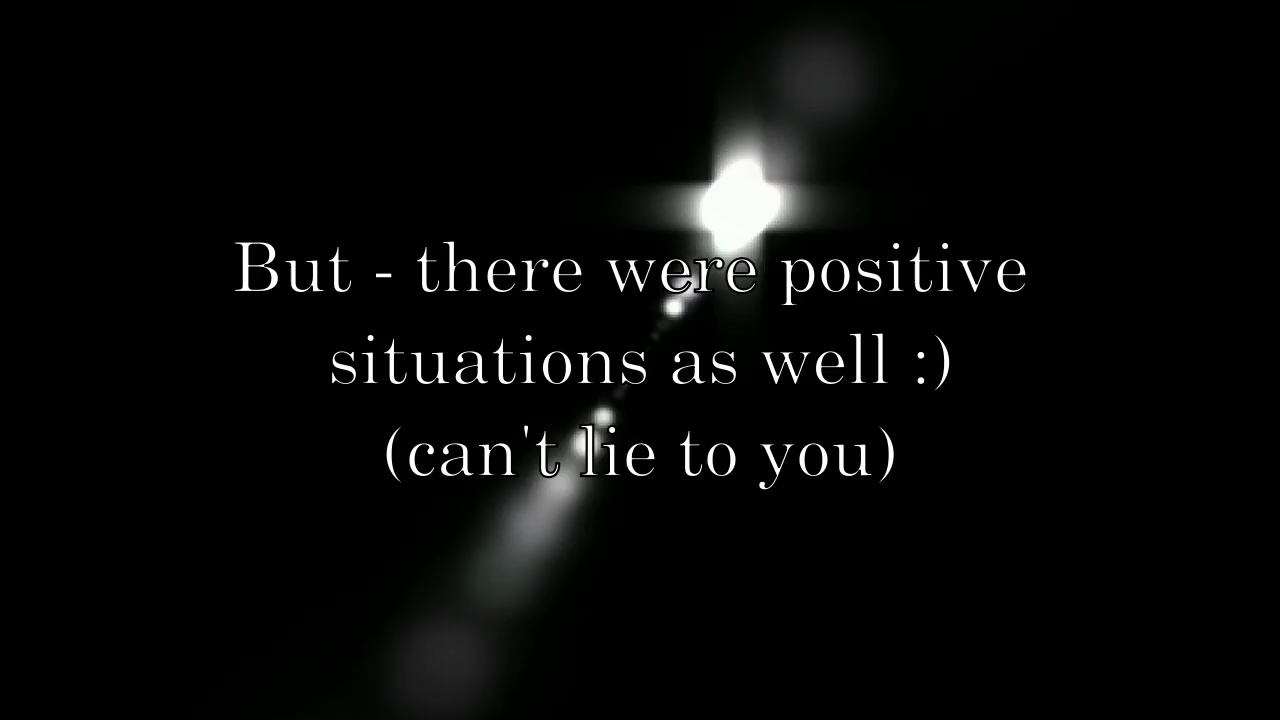 But - there were positive
situations as well :)
(can't lie to you)